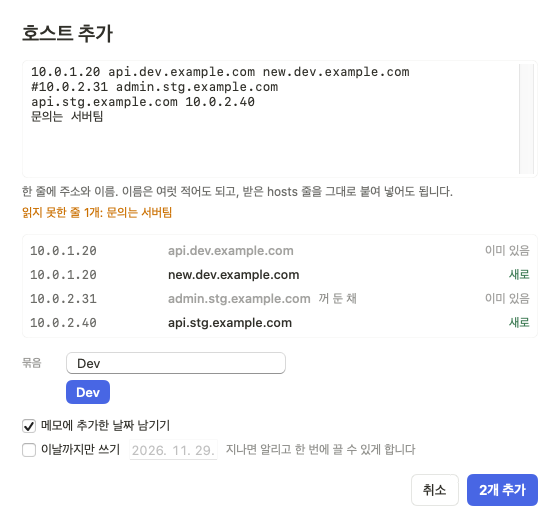 호스트 추가
10.0.1.20 api.dev.example.com new.dev.example.com
#10.0.2.31 admin.stg.example.com
api.stg.example.com 10.0.2.40
문의는 서버팀
한 줄에 주소와 이름. 이름은 여럿 적어도 되고, 받은 hosts 줄을 그대로 붙여 넣어도 됩니다.
읽지 못한 줄 1개: 문의는 서버팀
10.0.1.20 api.dev.example.com 이미 있음
10.0.1.20 new.dev.example.com 새로
10.0.2.31 admin.stg.example.com 꺼 둔 채 이미 있음
10.0.2.40 api.stg.example.com 새로
묶음 Dev
Dev
메모에 추가한 날짜 남기기
이날까지만 쓰기 2026. 11. 29. 지나면 알리고 한 번에 끌 수 있게 합니다
취소 2개 추가